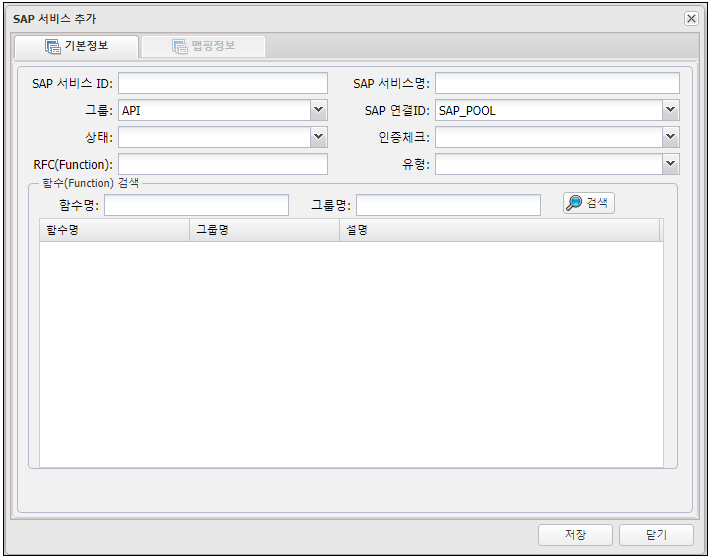 SAP 서비스 추가
기본정보 맵핑정보
SAP 서비스 ID: SAP 서비스명:
그룹: API SAP 연결ID: SAP_POOL
상태: 인증체크:
RFC(Function): 유형:
함수(Function) 검색
함수명: 그룹명: 검색
함수명 그룹명 설명
저장 닫기